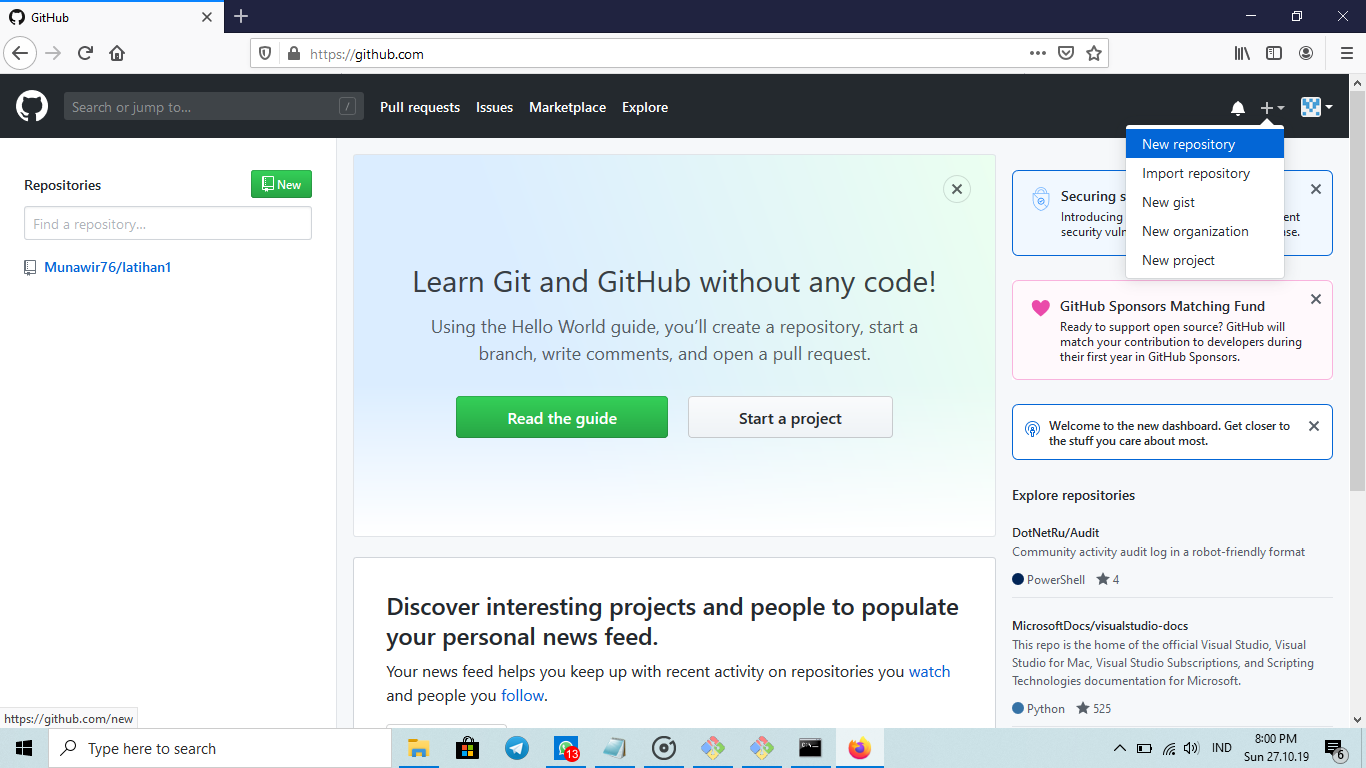 GitHub
https://github.com
Search or jump to...
/
Pull requests
Issues
Marketplace
Explore
New repository
Import repository
New gist
New organization
New project
Repositories
New
Find a repository...
Munawir76/latihan1
Learn Git and GitHub without any code!
Using the Hello World guide, you’ll create a repository, start a
branch, write comments, and open a pull request.
Read the guide
Start a project
Discover interesting projects and people to populate
your personal news feed.
Your news feed helps you keep up with recent activity on repositories you watch
and people you follow.
Securing s
Introducing ent
security vuln use.
GitHub Sponsors Matching Fund
Ready to support open source? GitHub will
match your contribution to developers during
their first year in GitHub Sponsors.
Welcome to the new dashboard. Get closer to
the stuff you care about most.
Explore repositories
DotNetRu/Audit
Community activity audit log in a robot-friendly format
PowerShell 4
MicrosoftDocs/visualstudio-docs
This repo is the home of the official Visual Studio, Visual
Studio for Mac, Visual Studio Subscriptions, and Scripting
Technologies documentation for Microsoft.
Python 525
https://github.com/new
Type here to search
13
IND
8:00 PM
Sun 27.10.19
6